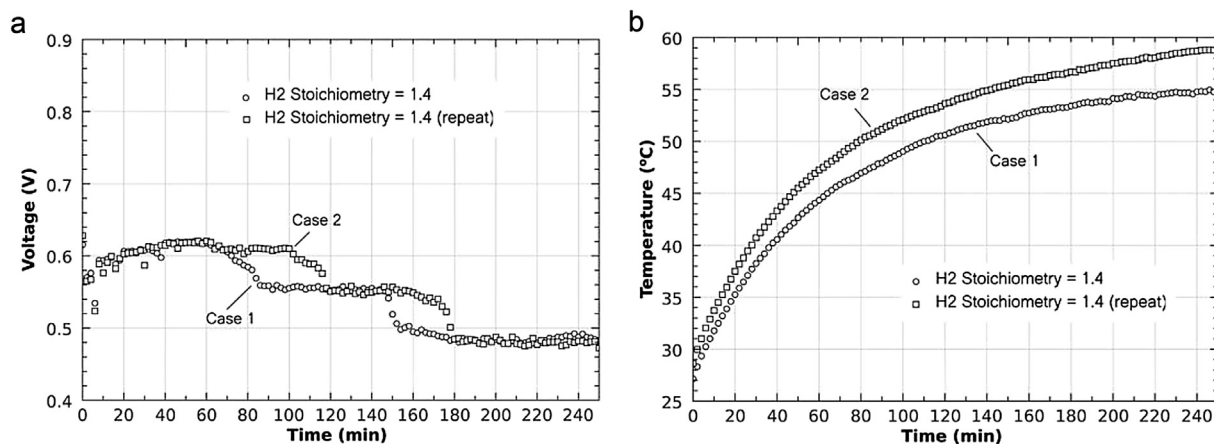 a
0.9
0.8
0.7
0.6
0.5
0.4
Voltage (V)
H2 Stoichiometry = 1.4
H2 Stoichiometry = 1.4 (repeat)
Case 2
Case 1
0 20 40 60 80 100 120 140 160 180 200 220 240
Time (min)
b
60
55
50
45
40
35
30
25
Temperature (°C)
Case 2
Case 1
H2 Stoichiometry = 1.4
H2 Stoichiometry = 1.4 (repeat)
0 20 40 60 80 100 120 140 160 180 200 220 240
Time (min)